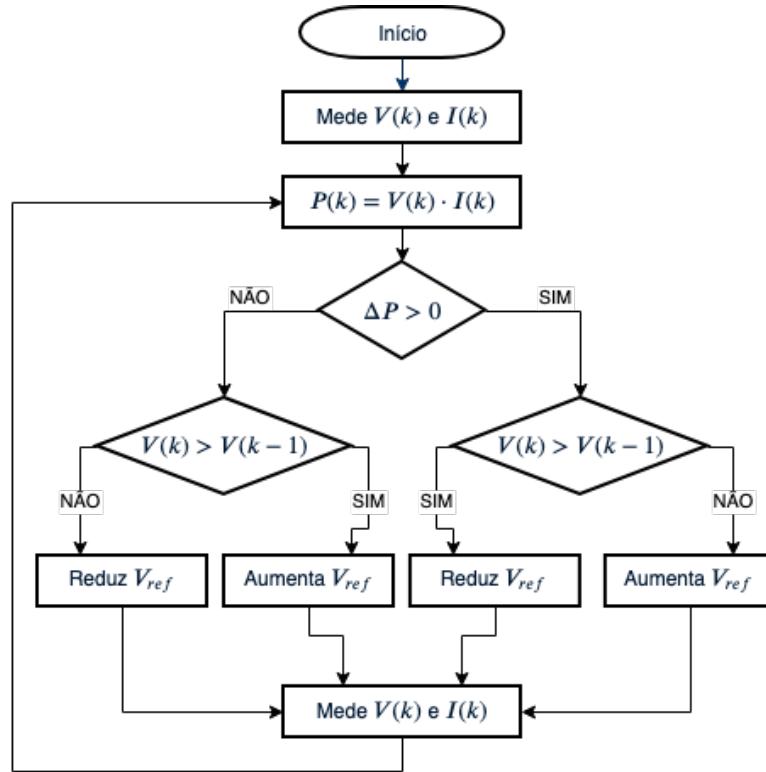 Início
Mede V(k) e I(k)
P(k) = V(k) · I(k)
NÃO
SIM
ΔP > 0
V(k) > V(k − 1)
V(k) > V(k − 1)
NÃO
SIM
SIM
NÃO
Reduz V_ref
Aumenta V_ref
Reduz V_ref
Aumenta V_ref
Mede V(k) e I(k)